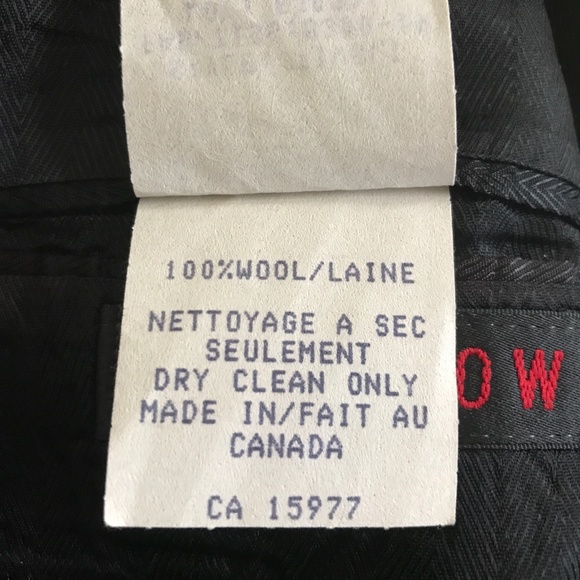 100%WOOL/LAINE
NETTOYAGE A SEC
SEULEMENT
DRY CLEAN ONLY
MADE IN/FAIT AU
CANADA
CA 15977
OW